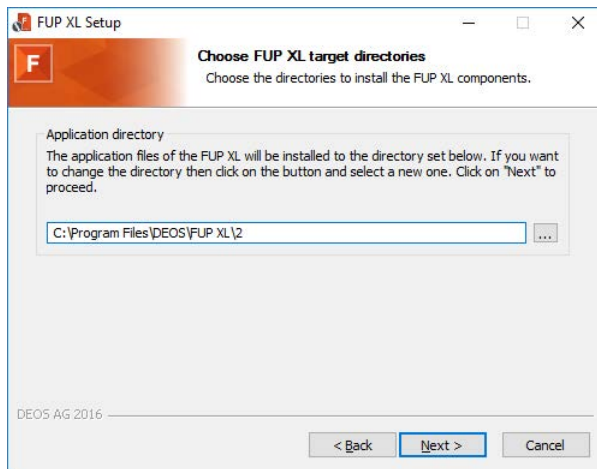 FUP XL Setup
F
Choose FUP XL target directories
Choose the directories to install the FUP XL components.
Application directory
The application files of the FUP XL will be installed to the directory set below. If you want
to change the directory then click on the button and select a new one. Click on "Next" to
proceed.
C:\Program Files\DEOS\FUP XL\2
...
DEOS AG 2016
< Back
Next >
Cancel